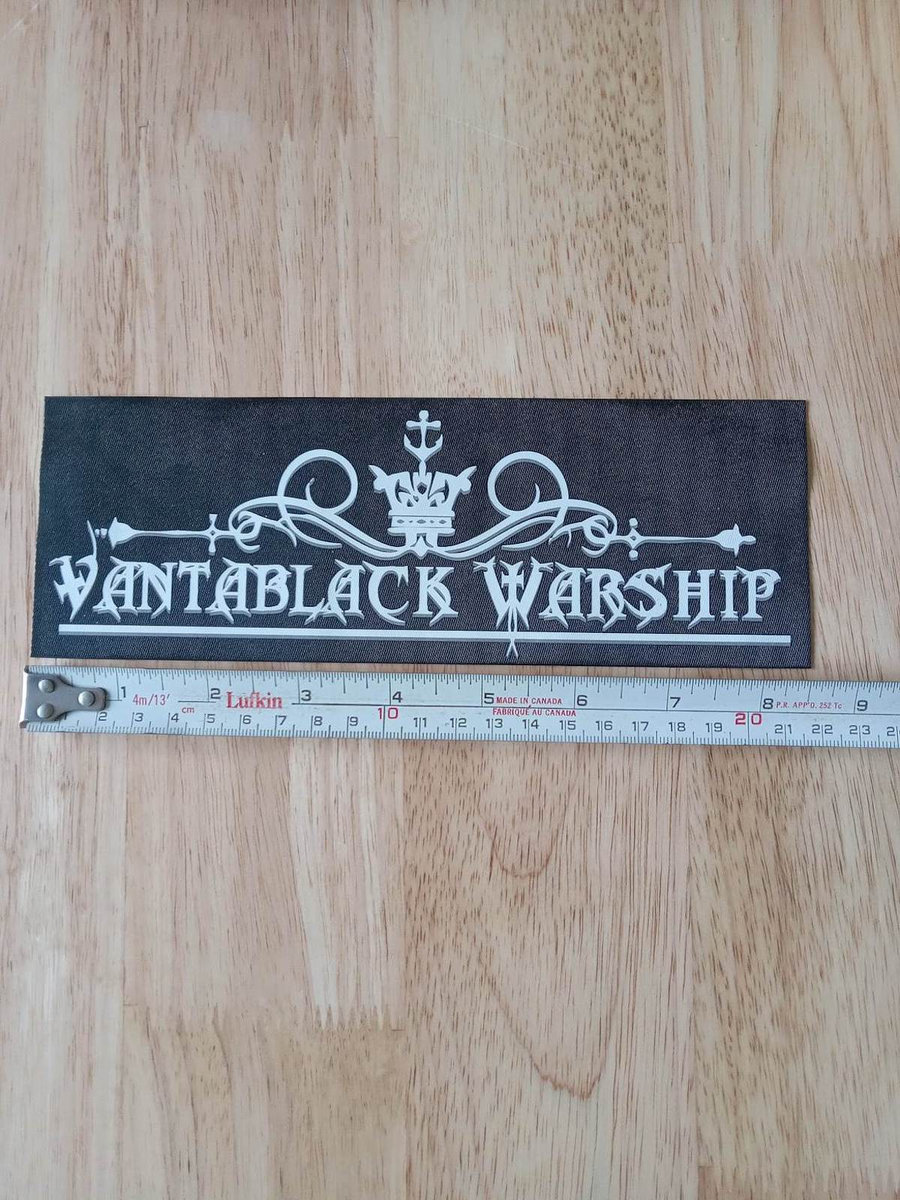 VANTABLACK WARSHIP
1 4m/13' 2 Lufkin 3 4 5 MADE IN CANADA 6 7 8 P.R. APP'D. 252 Tc 9
2 3 4 cm 5 6 7 8 9 10 11 12 13 FABRIQUÉ AU CANADA 14 15 16 17 18 19 20 21 22 23